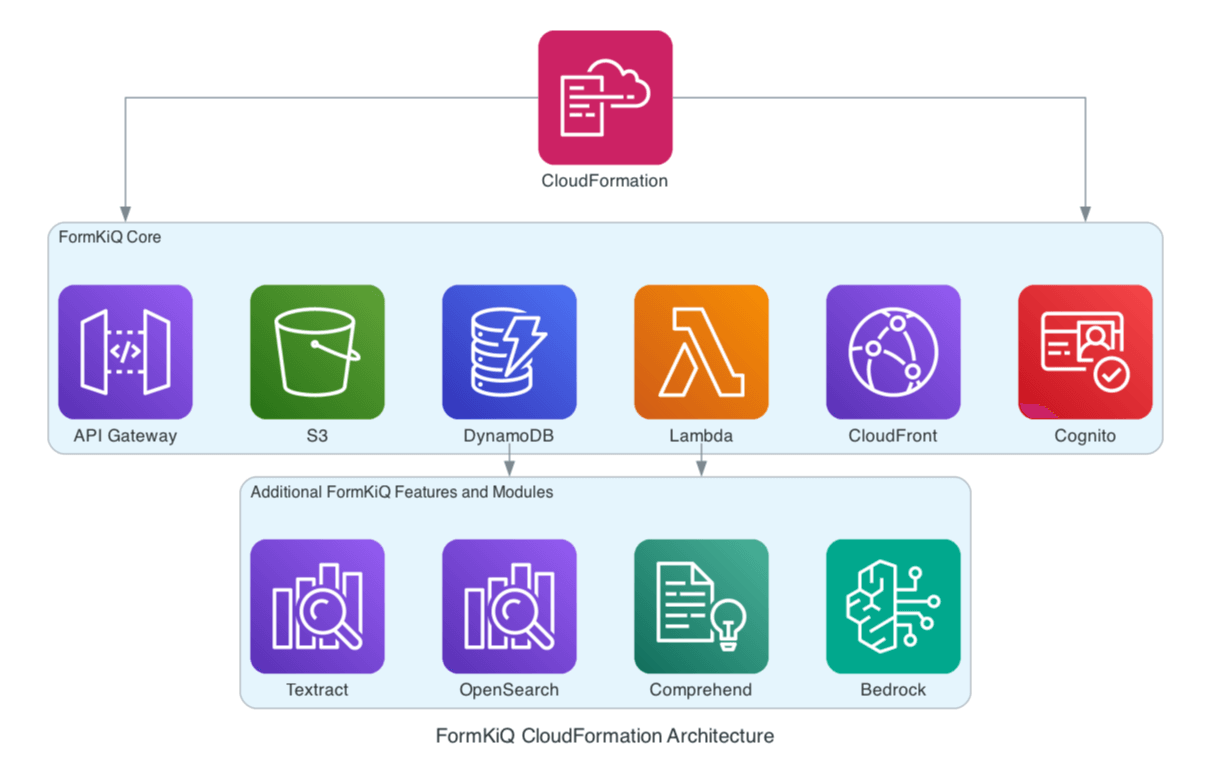 CloudFormation
FormKiQ Core
API Gateway
S3
DynamoDB
Lambda
CloudFront
Cognito
Additional FormKiQ Features and Modules
Textract
OpenSearch
Comprehend
Bedrock
FormKiQ CloudFormation Architecture